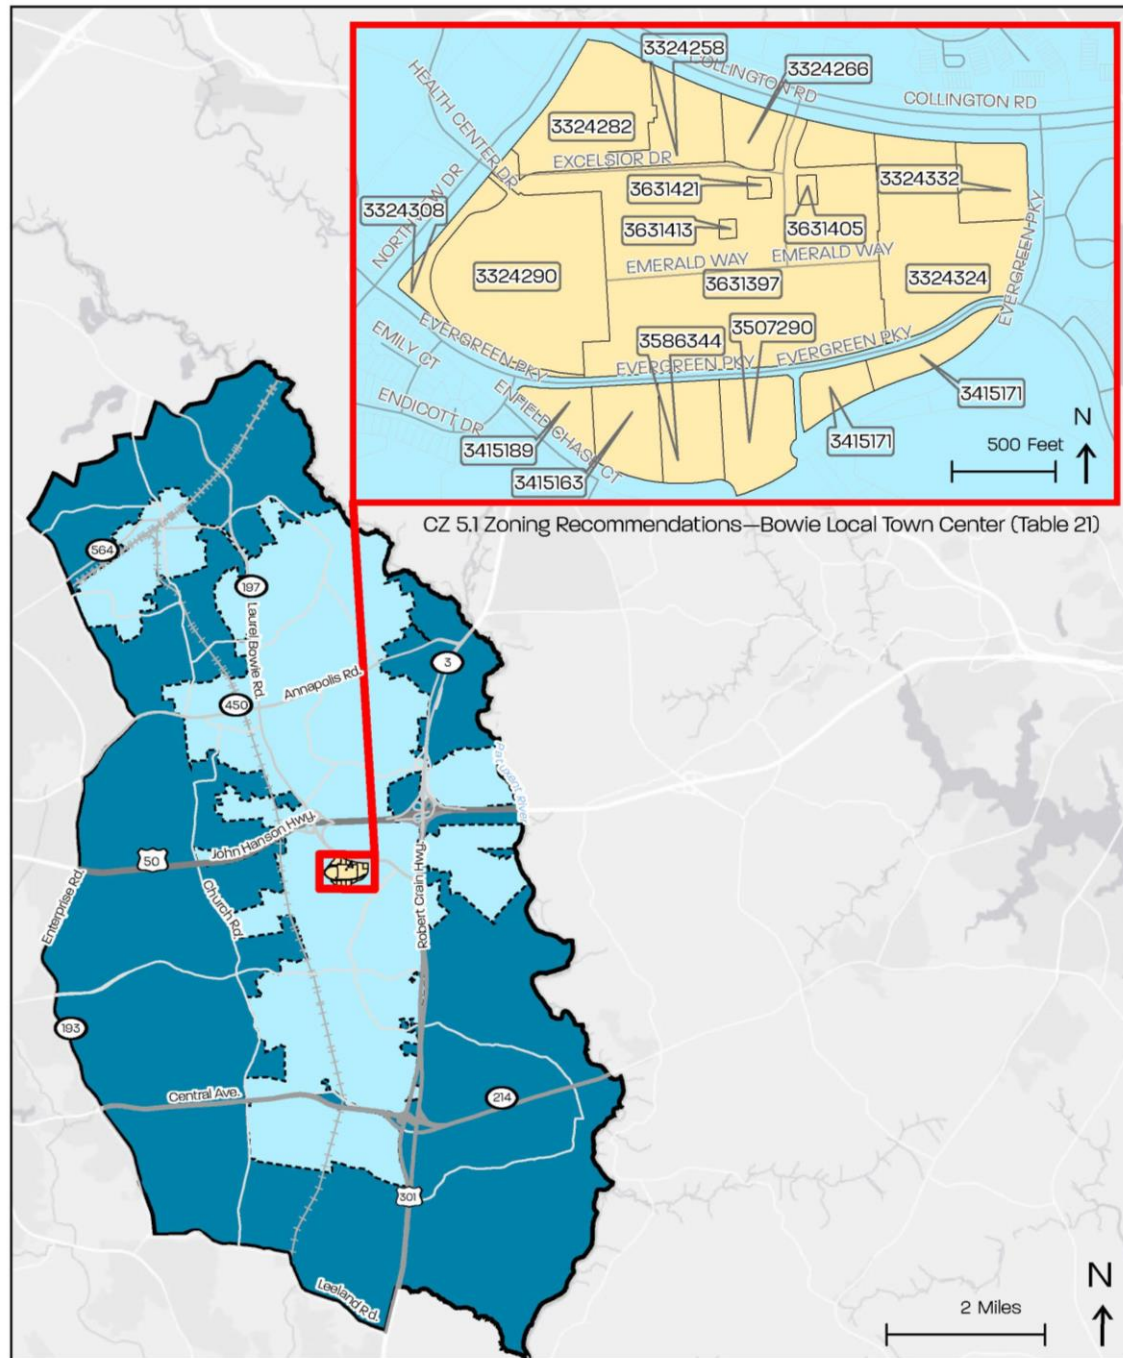 3324258
COLLINGTON RD
3324266
COLLINGTON RD
HEALTH CENTER DR
3324282
EXCELSIOR DR
3631421
3324332
3324308
NORTHVIEW DR
3631413
3631405
EMERALD WAY
EMERALD WAY
3324290
3631397
3324324
EVERGREEN PKY
3586344
3507290
EVERGREEN PKY
EVERGREEN PKY
EVERGREEN PKY
EMILY CT
ENDICOTT DR
ENFIELD CHASE CT
3415171
3415189
3415171
3415163
500 Feet
N
CZ 5.1 Zoning Recommendations—Bowie Local Town Center (Table 21)
564
197
Laurel Bowie Rd.
3
Annapolis Rd.
450
Patuxent River
John Hanson Hwy.
50
Enterprise Rd.
Church Rd.
Robert Crain Hwy.
193
Central Ave.
214
301
Leeland Rd.
N
2 Miles